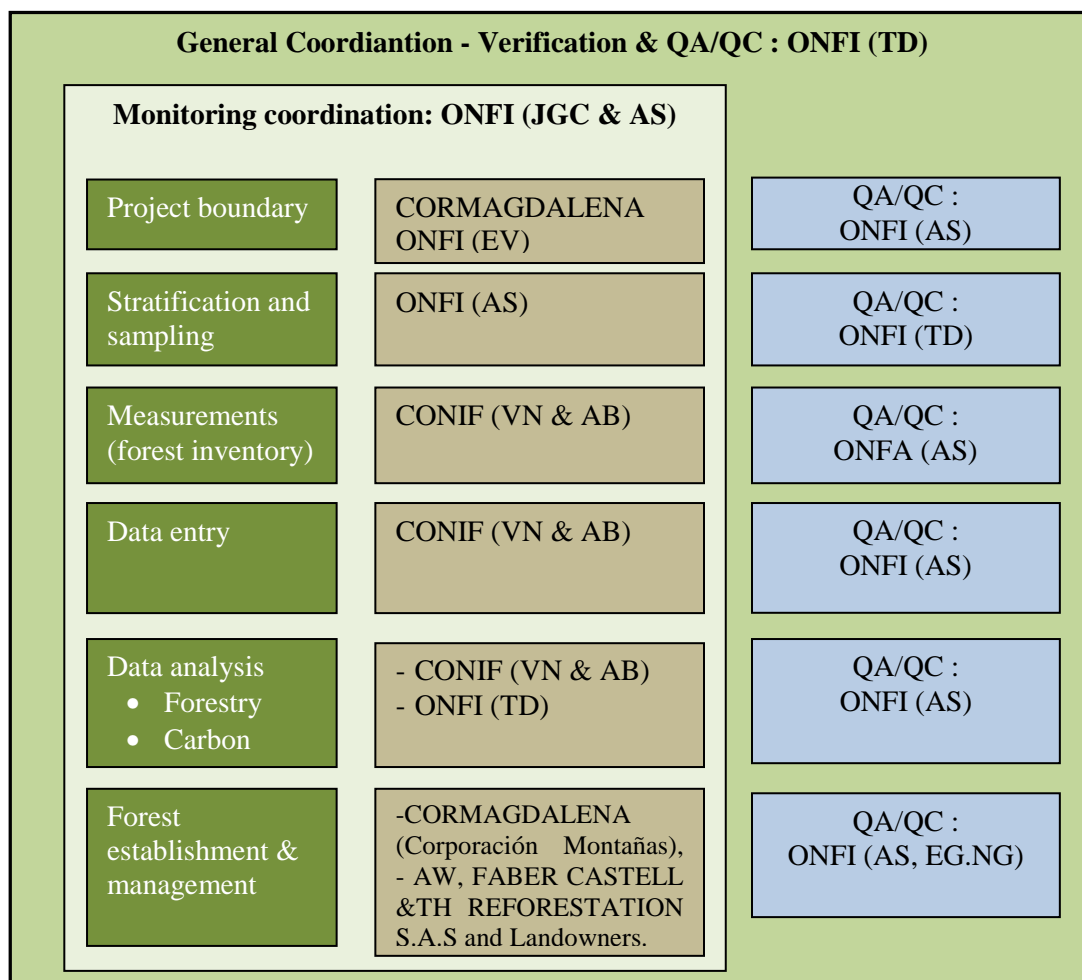 General Coordiantion - Verification & QA/QC : ONFI (TD)
Monitoring coordination: ONFI (JGC & AS)
Project boundary
CORMAGDALENA
ONFI (EV)
QA/QC :
ONFI (AS)
Stratification and
sampling
ONFI (AS)
QA/QC :
ONFI (TD)
Measurements
(forest inventory)
CONIF (VN & AB)
QA/QC :
ONFA (AS)
Data entry
CONIF (VN & AB)
QA/QC :
ONFI (AS)
Data analysis
• Forestry
• Carbon
- CONIF (VN & AB)
- ONFI (TD)
QA/QC :
ONFI (AS)
Forest
establishment &
management
-CORMAGDALENA
(Corporación Montañas),
- AW, FABER CASTELL
&TH REFORESTATION
S.A.S and Landowners.
QA/QC :
ONFI (AS, EG.NG)